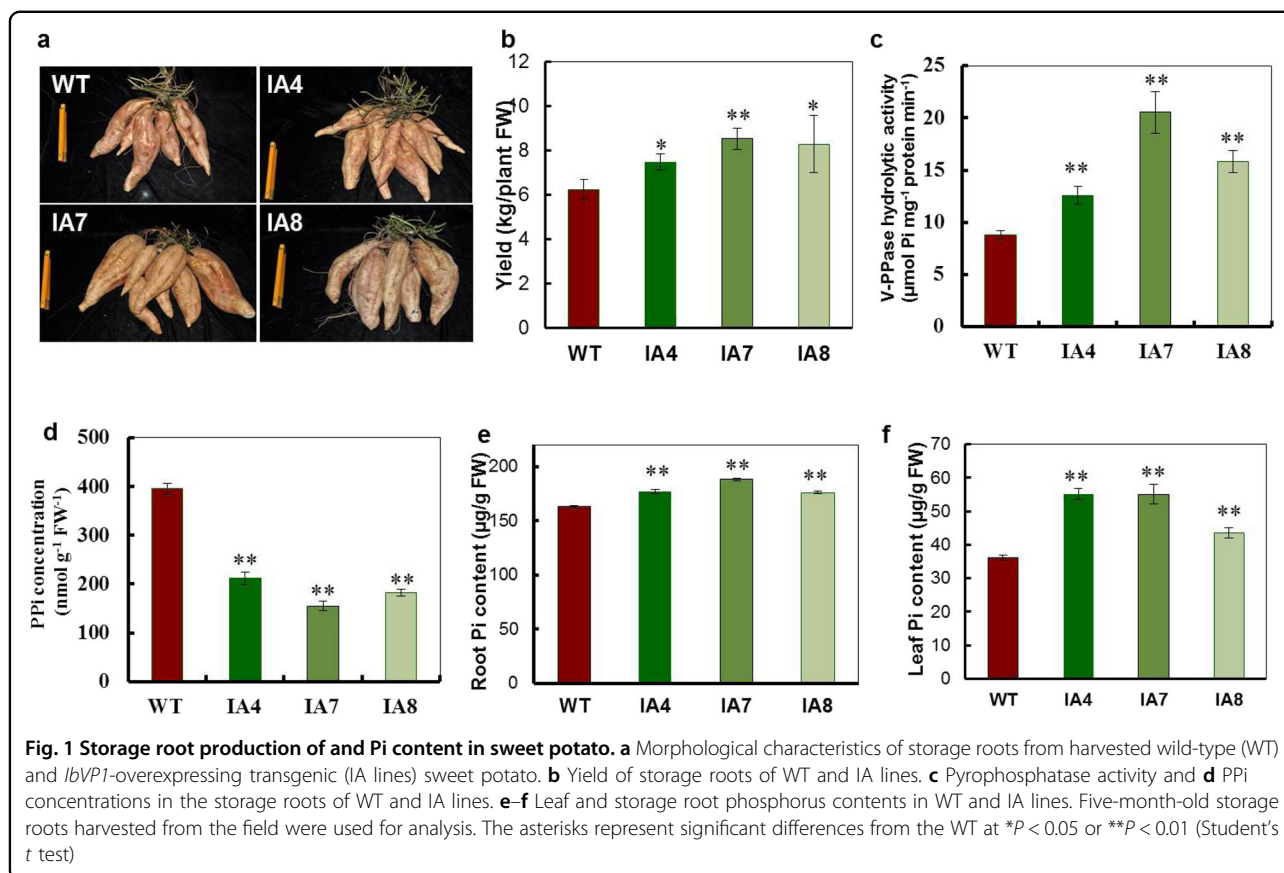 a
WT
IA4
IA7
IA8
b
Yield (kg/plant FW)
12
10
8
6
4
2
0
*
**
*
WT IA4 IA7 IA8
c
V-PPase hydrolytic activity
(µmol Pi mg⁻¹ protein min⁻¹)
25
20
15
10
5
0
**
**
**
WT IA4 IA7 IA8
d
PPi concentration
(nmol g⁻¹ FW⁻¹)
500
400
300
200
100
0
**
**
**
WT IA4 IA7 IA8
e
Root Pi content (µg/g FW)
200
150
100
50
0
**
**
**
WT IA4 IA7 IA8
f
Leaf Pi content (µg/g FW)
70
60
50
40
30
20
10
0
**
**
**
WT IA4 IA7 IA8
Fig. 1 Storage root production of and Pi content in sweet potato. a Morphological characteristics of storage roots from harvested wild-type (WT)
and IbVP1-overexpressing transgenic (IA lines) sweet potato. b Yield of storage roots of WT and IA lines. c Pyrophosphatase activity and d PPi
concentrations in the storage roots of WT and IA lines. e–f Leaf and storage root phosphorus contents in WT and IA lines. Five-month-old storage
roots harvested from the field were used for analysis. The asterisks represent significant differences from the WT at *P < 0.05 or **P < 0.01 (Student's
t test)